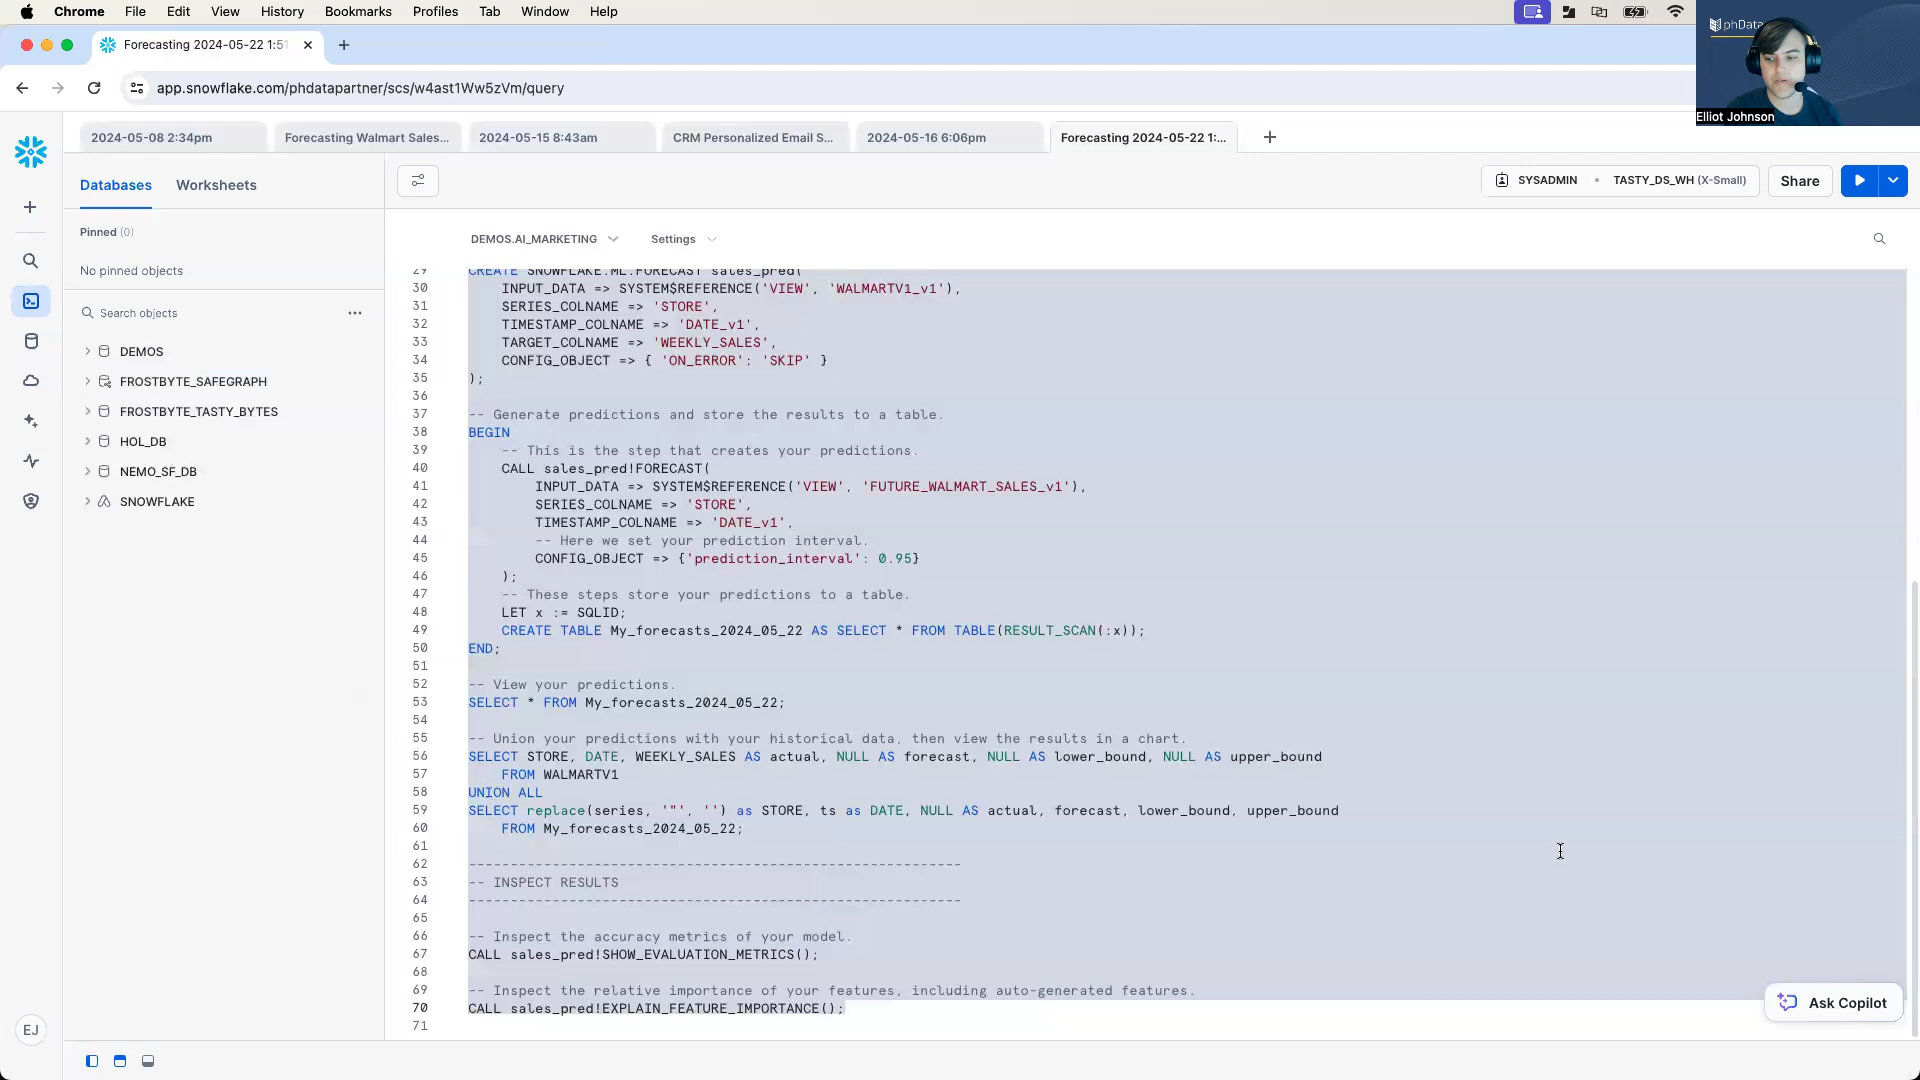 Chrome File Edit View History Bookmarks Profiles Tab Window Help
phData
Forecasting 2024-05-22 1:51
app.snowflake.com/phdatapartner/scs/w4ast1Ww5zVm/query
Elliot Johnson
2024-05-08 2:34pm
Forecasting Walmart Sales...
2024-05-15 8:43am
CRM Personalized Email S...
2024-05-16 6:06pm
Forecasting 2024-05-22 1:...
Databases Worksheets
SYSADMIN • TASTY_DS_WH (X-Small)
Share
Pinned (0)
No pinned objects
Search objects
DEMOS
FROSTBYTE_SAFEGRAPH
FROSTBYTE_TASTY_BYTES
HOL_DB
NEMO_SF_DB
SNOWFLAKE
EJ
DEMOS.AI_MARKETING Settings
29 CREATE SNOWFLAKE.ML.FORECAST sales_pred(
30 INPUT_DATA => SYSTEM$REFERENCE('VIEW', 'WALMARTV1_v1'),
31 SERIES_COLNAME => 'STORE',
32 TIMESTAMP_COLNAME => 'DATE_v1',
33 TARGET_COLNAME => 'WEEKLY_SALES',
34 CONFIG_OBJECT => { 'ON_ERROR': 'SKIP' }
35 );
36
37 -- Generate predictions and store the results to a table.
38 BEGIN
39 -- This is the step that creates your predictions.
40 CALL sales_pred!FORECAST(
41 INPUT_DATA => SYSTEM$REFERENCE('VIEW', 'FUTURE_WALMART_SALES_v1'),
42 SERIES_COLNAME => 'STORE',
43 TIMESTAMP_COLNAME => 'DATE_v1',
44 -- Here we set your prediction interval.
45 CONFIG_OBJECT => {'prediction_interval': 0.95}
46 );
47 -- These steps store your predictions to a table.
48 LET x := SQLID;
49 CREATE TABLE My_forecasts_2024_05_22 AS SELECT * FROM TABLE(RESULT_SCAN(:x));
50 END;
51
52 -- View your predictions.
53 SELECT * FROM My_forecasts_2024_05_22;
54
55 -- Union your predictions with your historical data, then view the results in a chart.
56 SELECT STORE, DATE, WEEKLY_SALES AS actual, NULL AS forecast, NULL AS lower_bound, NULL AS upper_bound
57 FROM WALMARTV1
58 UNION ALL
59 SELECT replace(series, '"', '') as STORE, ts as DATE, NULL AS actual, forecast, lower_bound, upper_bound
60 FROM My_forecasts_2024_05_22;
61
62 -----------------------------------------------------------
63 -- INSPECT RESULTS
64 -----------------------------------------------------------
65
66 -- Inspect the accuracy metrics of your model.
67 CALL sales_pred!SHOW_EVALUATION_METRICS();
68
69 -- Inspect the relative importance of your features, including auto-generated features.
70 CALL sales_pred!EXPLAIN_FEATURE_IMPORTANCE();
71
Ask Copilot